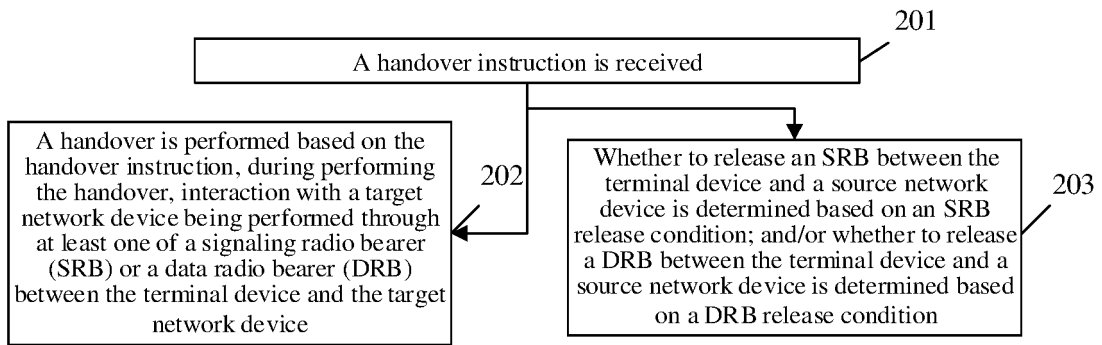 201
A handover instruction is received
A handover is performed based on the
handover instruction, during performing
the handover, interaction with a target
network device being performed through
at least one of a signaling radio bearer
(SRB) or a data radio bearer (DRB)
between the terminal device and the target
network device
202
Whether to release an SRB between the
terminal device and a source network
device is determined based on an SRB
release condition; and/or whether to release
a DRB between the terminal device and a
source network device is determined based
on a DRB release condition
203